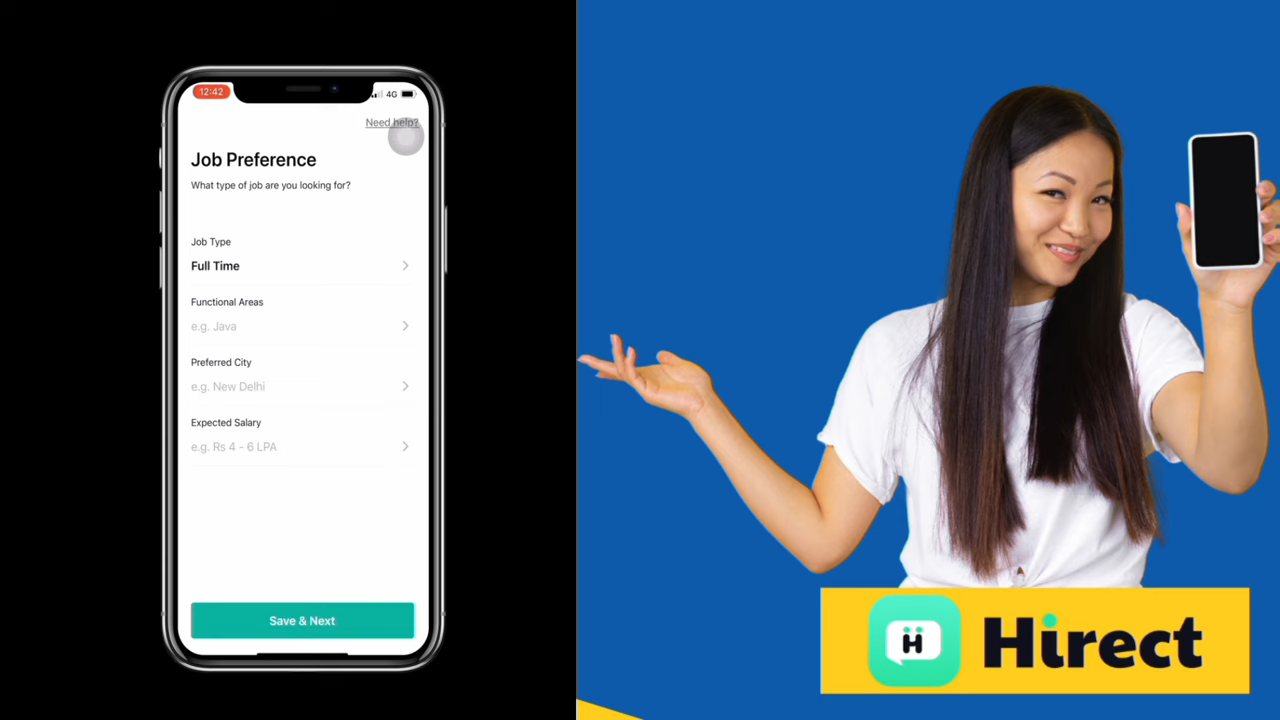 12:42
4G
Need help?
Job Preference
What type of job are you looking for?
Job Type
Full Time
Functional Areas
e.g. Java
Preferred City
e.g. New Delhi
Expected Salary
e.g. Rs 4 - 6 LPA
Save & Next
H
Hirect